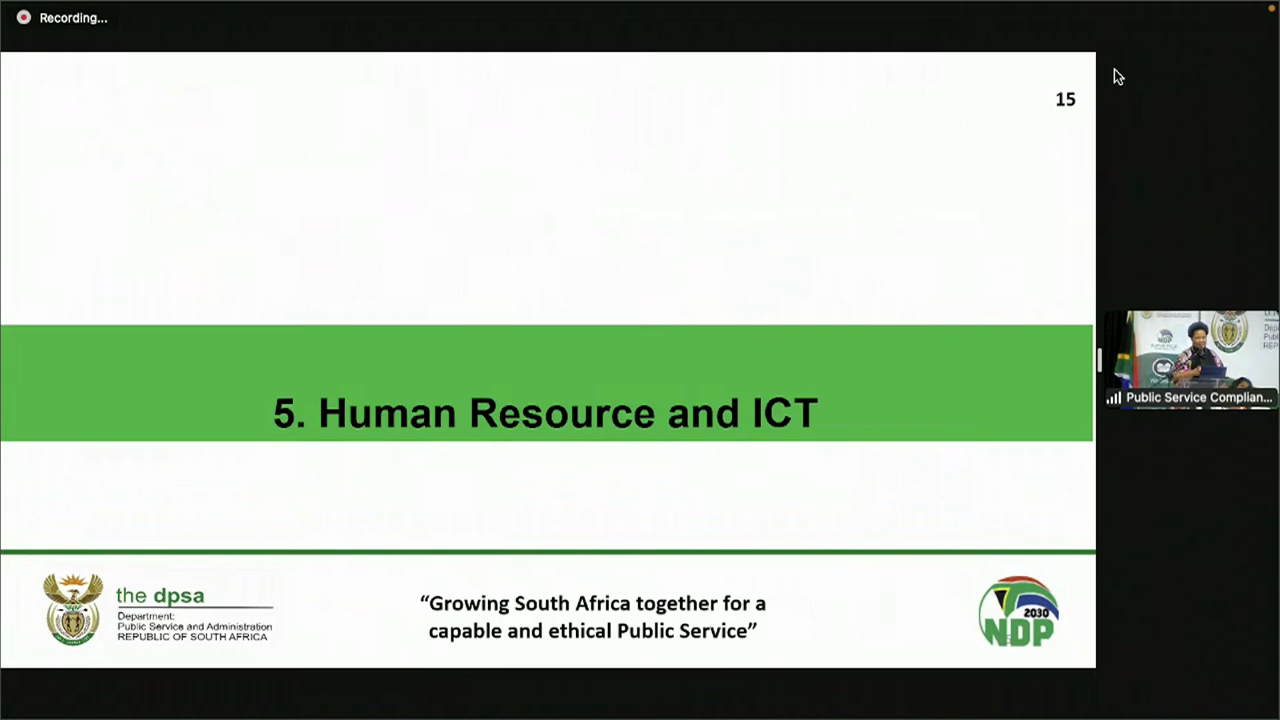 Recording...
15
5. Human Resource and ICT
the dpsa
Department:
Public Service and Administration
REPUBLIC OF SOUTH AFRICA
“Growing South Africa together for a
capable and ethical Public Service”
2030
NDP
Public Service Complian...